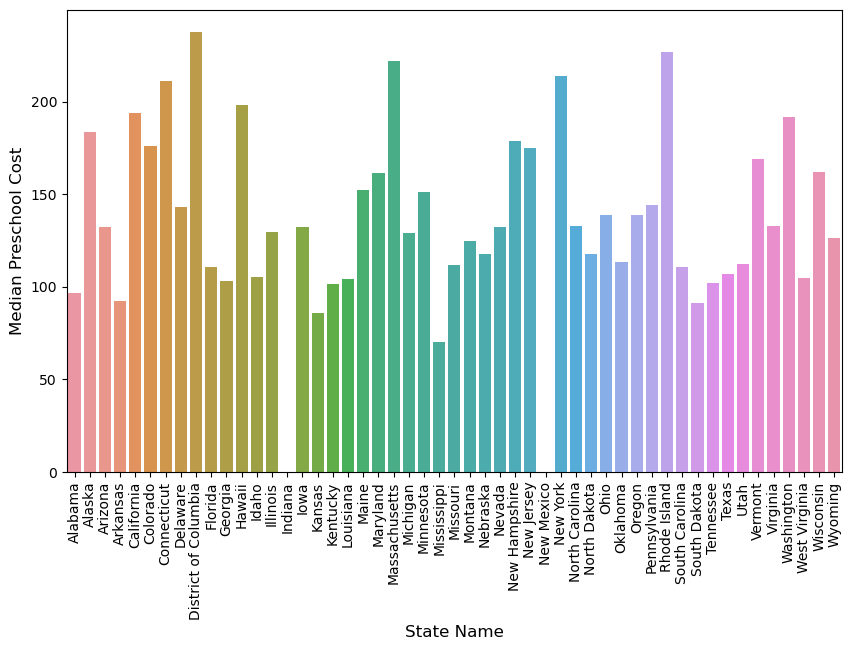 Median Preschool Cost
200
150
100
50
0
Alabama
Alaska
Arizona
Arkansas
California
Colorado
Connecticut
Delaware
District of Columbia
Florida
Georgia
Hawaii
Idaho
Illinois
Indiana
Iowa
Kansas
Kentucky
Louisiana
Maine
Maryland
Massachusetts
Michigan
Minnesota
Mississippi
Missouri
Montana
Nebraska
Nevada
New Hampshire
New Jersey
New Mexico
New York
North Carolina
North Dakota
Ohio
Oklahoma
Oregon
Pennsylvania
Rhode Island
South Carolina
South Dakota
Tennessee
Texas
Utah
Vermont
Virginia
Washington
West Virginia
Wisconsin
Wyoming
State Name